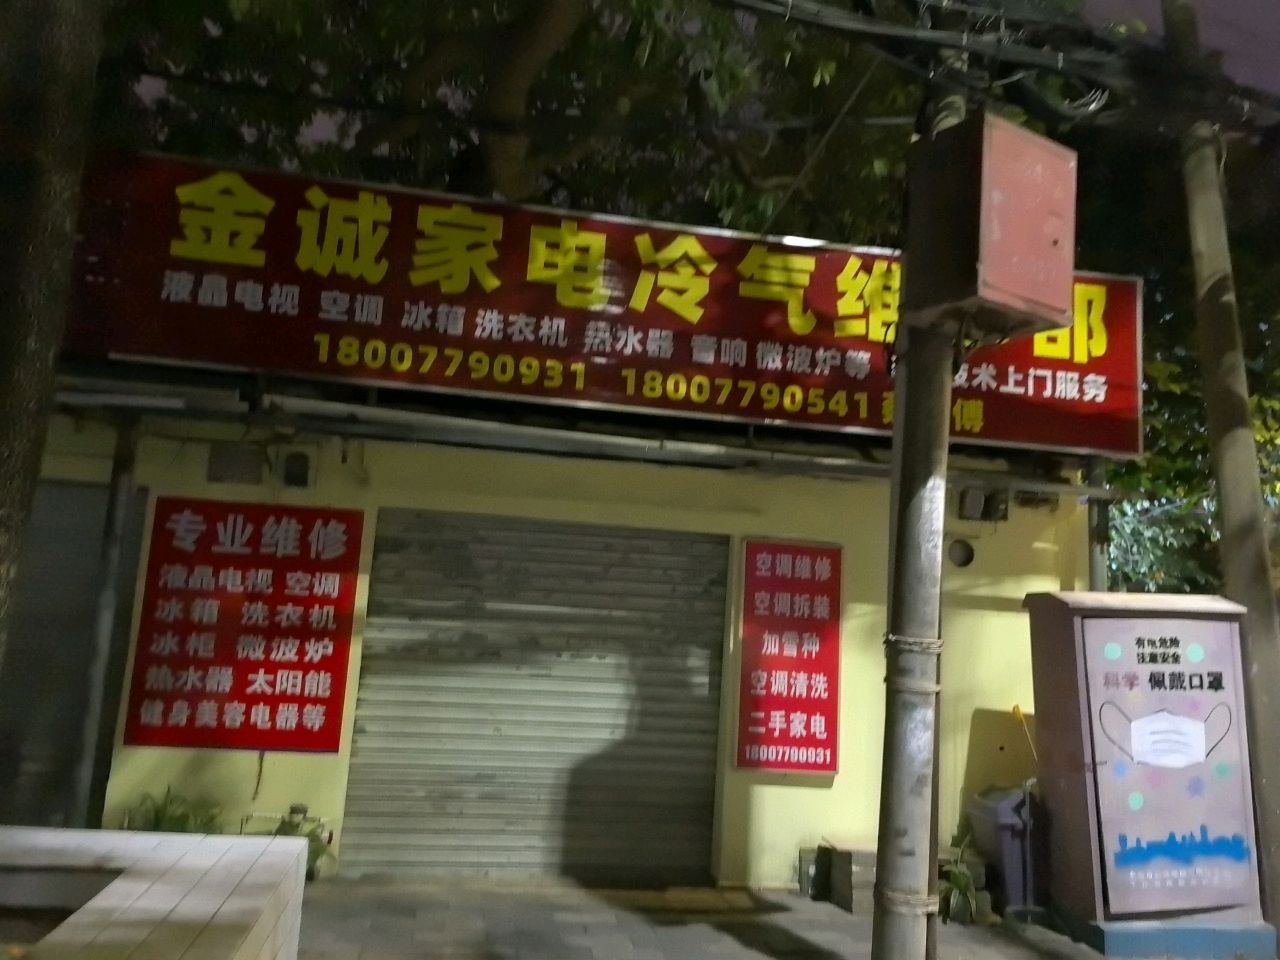 金诚家电冷气维 部
液晶电视 空调 冰箱 洗衣机 热水器 音响 微波炉等 技术上门服务
18007790931 18007790541 傅
专业维修
液晶电视 空调
冰箱 洗衣机
冰柜 微波炉
热水器 太阳能
健身美容电器等
空调维修
空调拆装
加雪种
空调清洗
二手家电
18007790931
有电危险
注意安全
科学 佩戴口罩